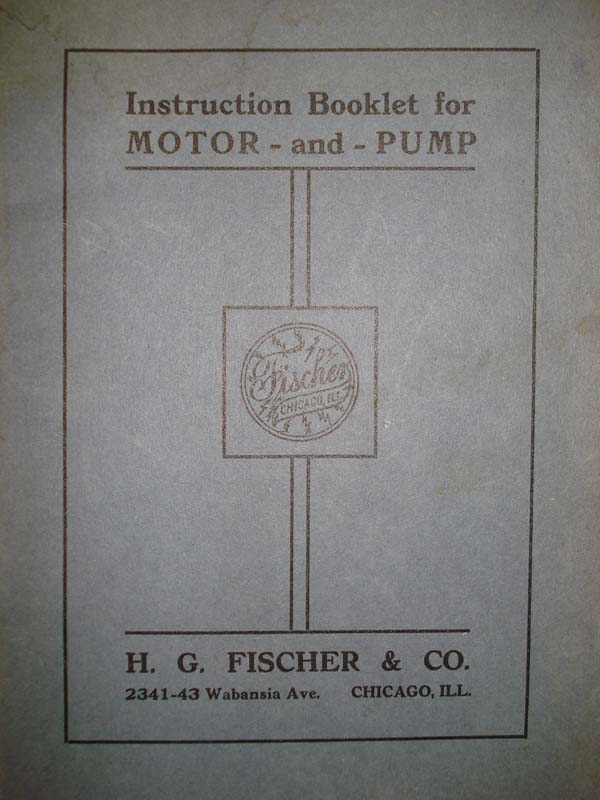 Instruction Booklet for
MOTOR - and - PUMP
Fischer
CHICAGO, ILL.
H. G. FISCHER & CO.
2341-43 Wabansia Ave. CHICAGO, ILL.